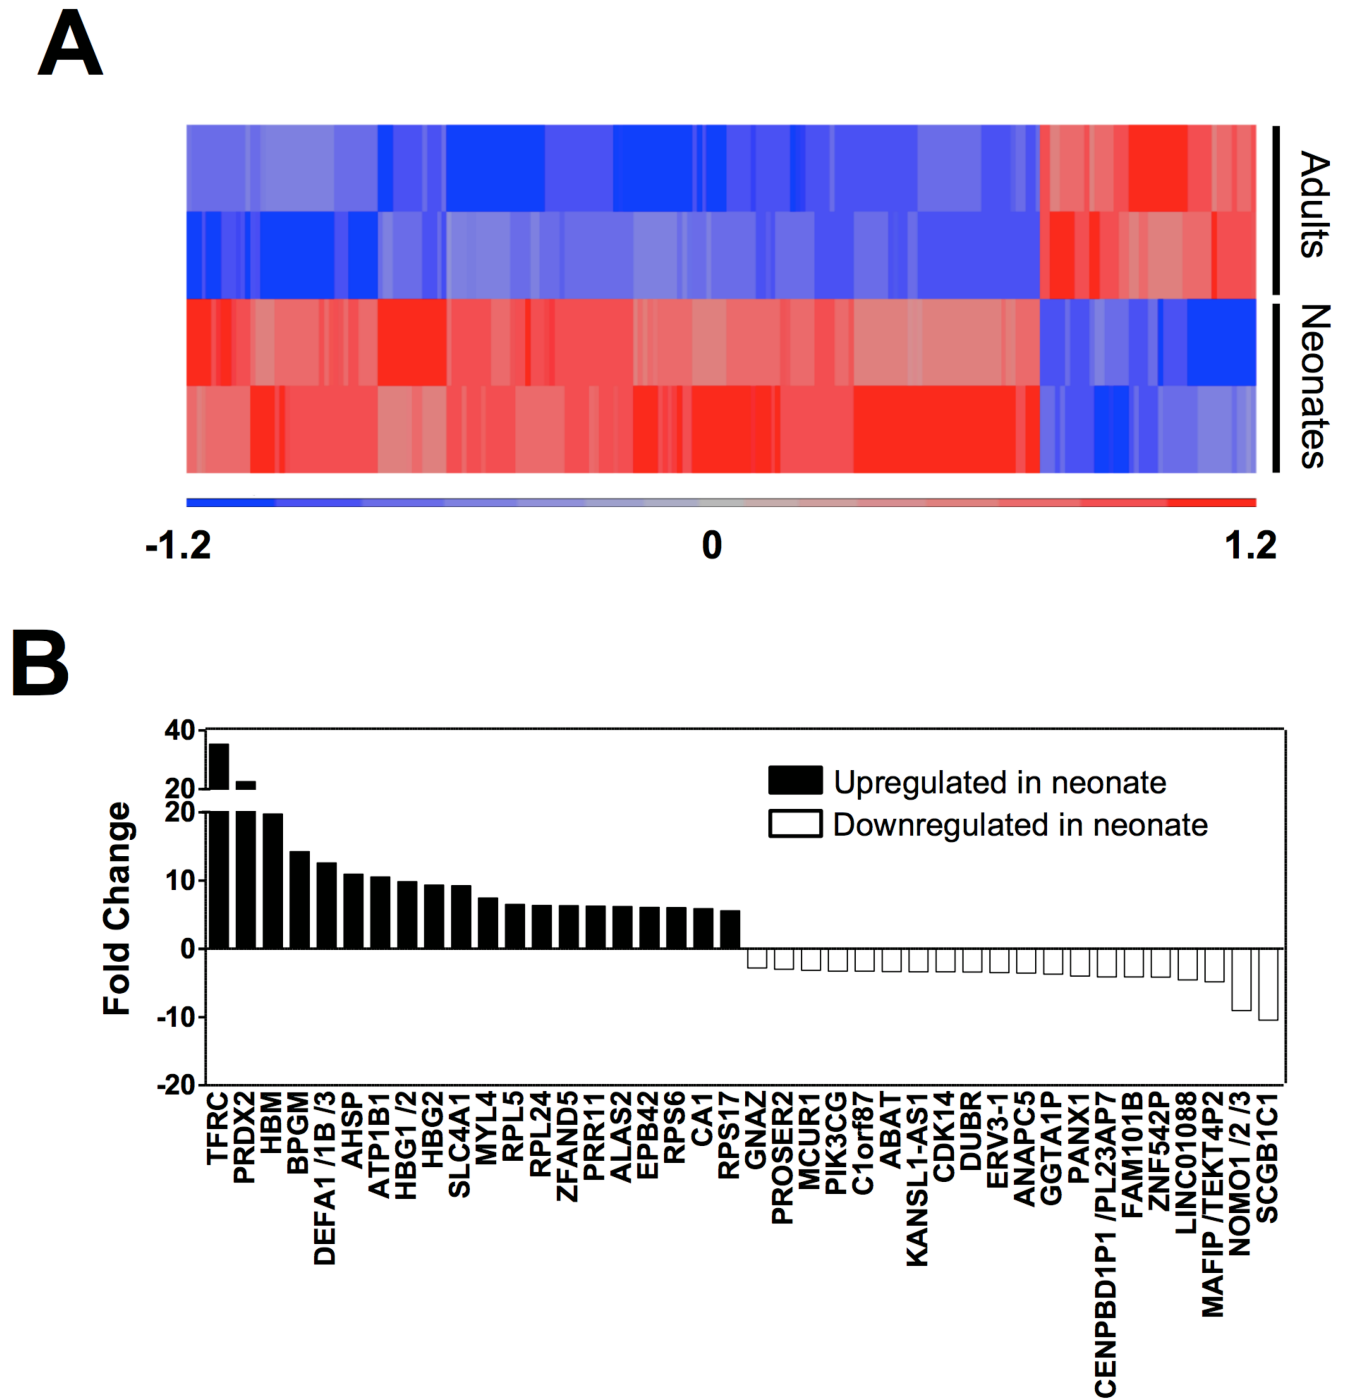 A
Adults
Neonates
-1.2 0 1.2
B
Fold Change
40
20
20
10
0
-10
-20
Upregulated in neonate
Downregulated in neonate
TFRC
PRDX2
HBM
BPGM
DEFA1 /1B /3
AHSP
ATP1B1
HBG1 /2
HBG2
SLC4A1
MYL4
RPL5
RPL24
ZFAND5
PRR11
ALAS2
EPB42
RPS6
CA1
RPS17
GNAZ
PROSER2
MCUR1
PIK3CG
C1orf87
ABAT
KANSL1-AS1
CDK14
DUBR
ERV3-1
ANAPC5
GGTA1P
PANX1
CENPBD1P1 /PL23AP7
FAM101B
ZNF542P
LINC01088
MAFIP /TEKT4P2
NOMO1 /2 /3
SCGB1C1